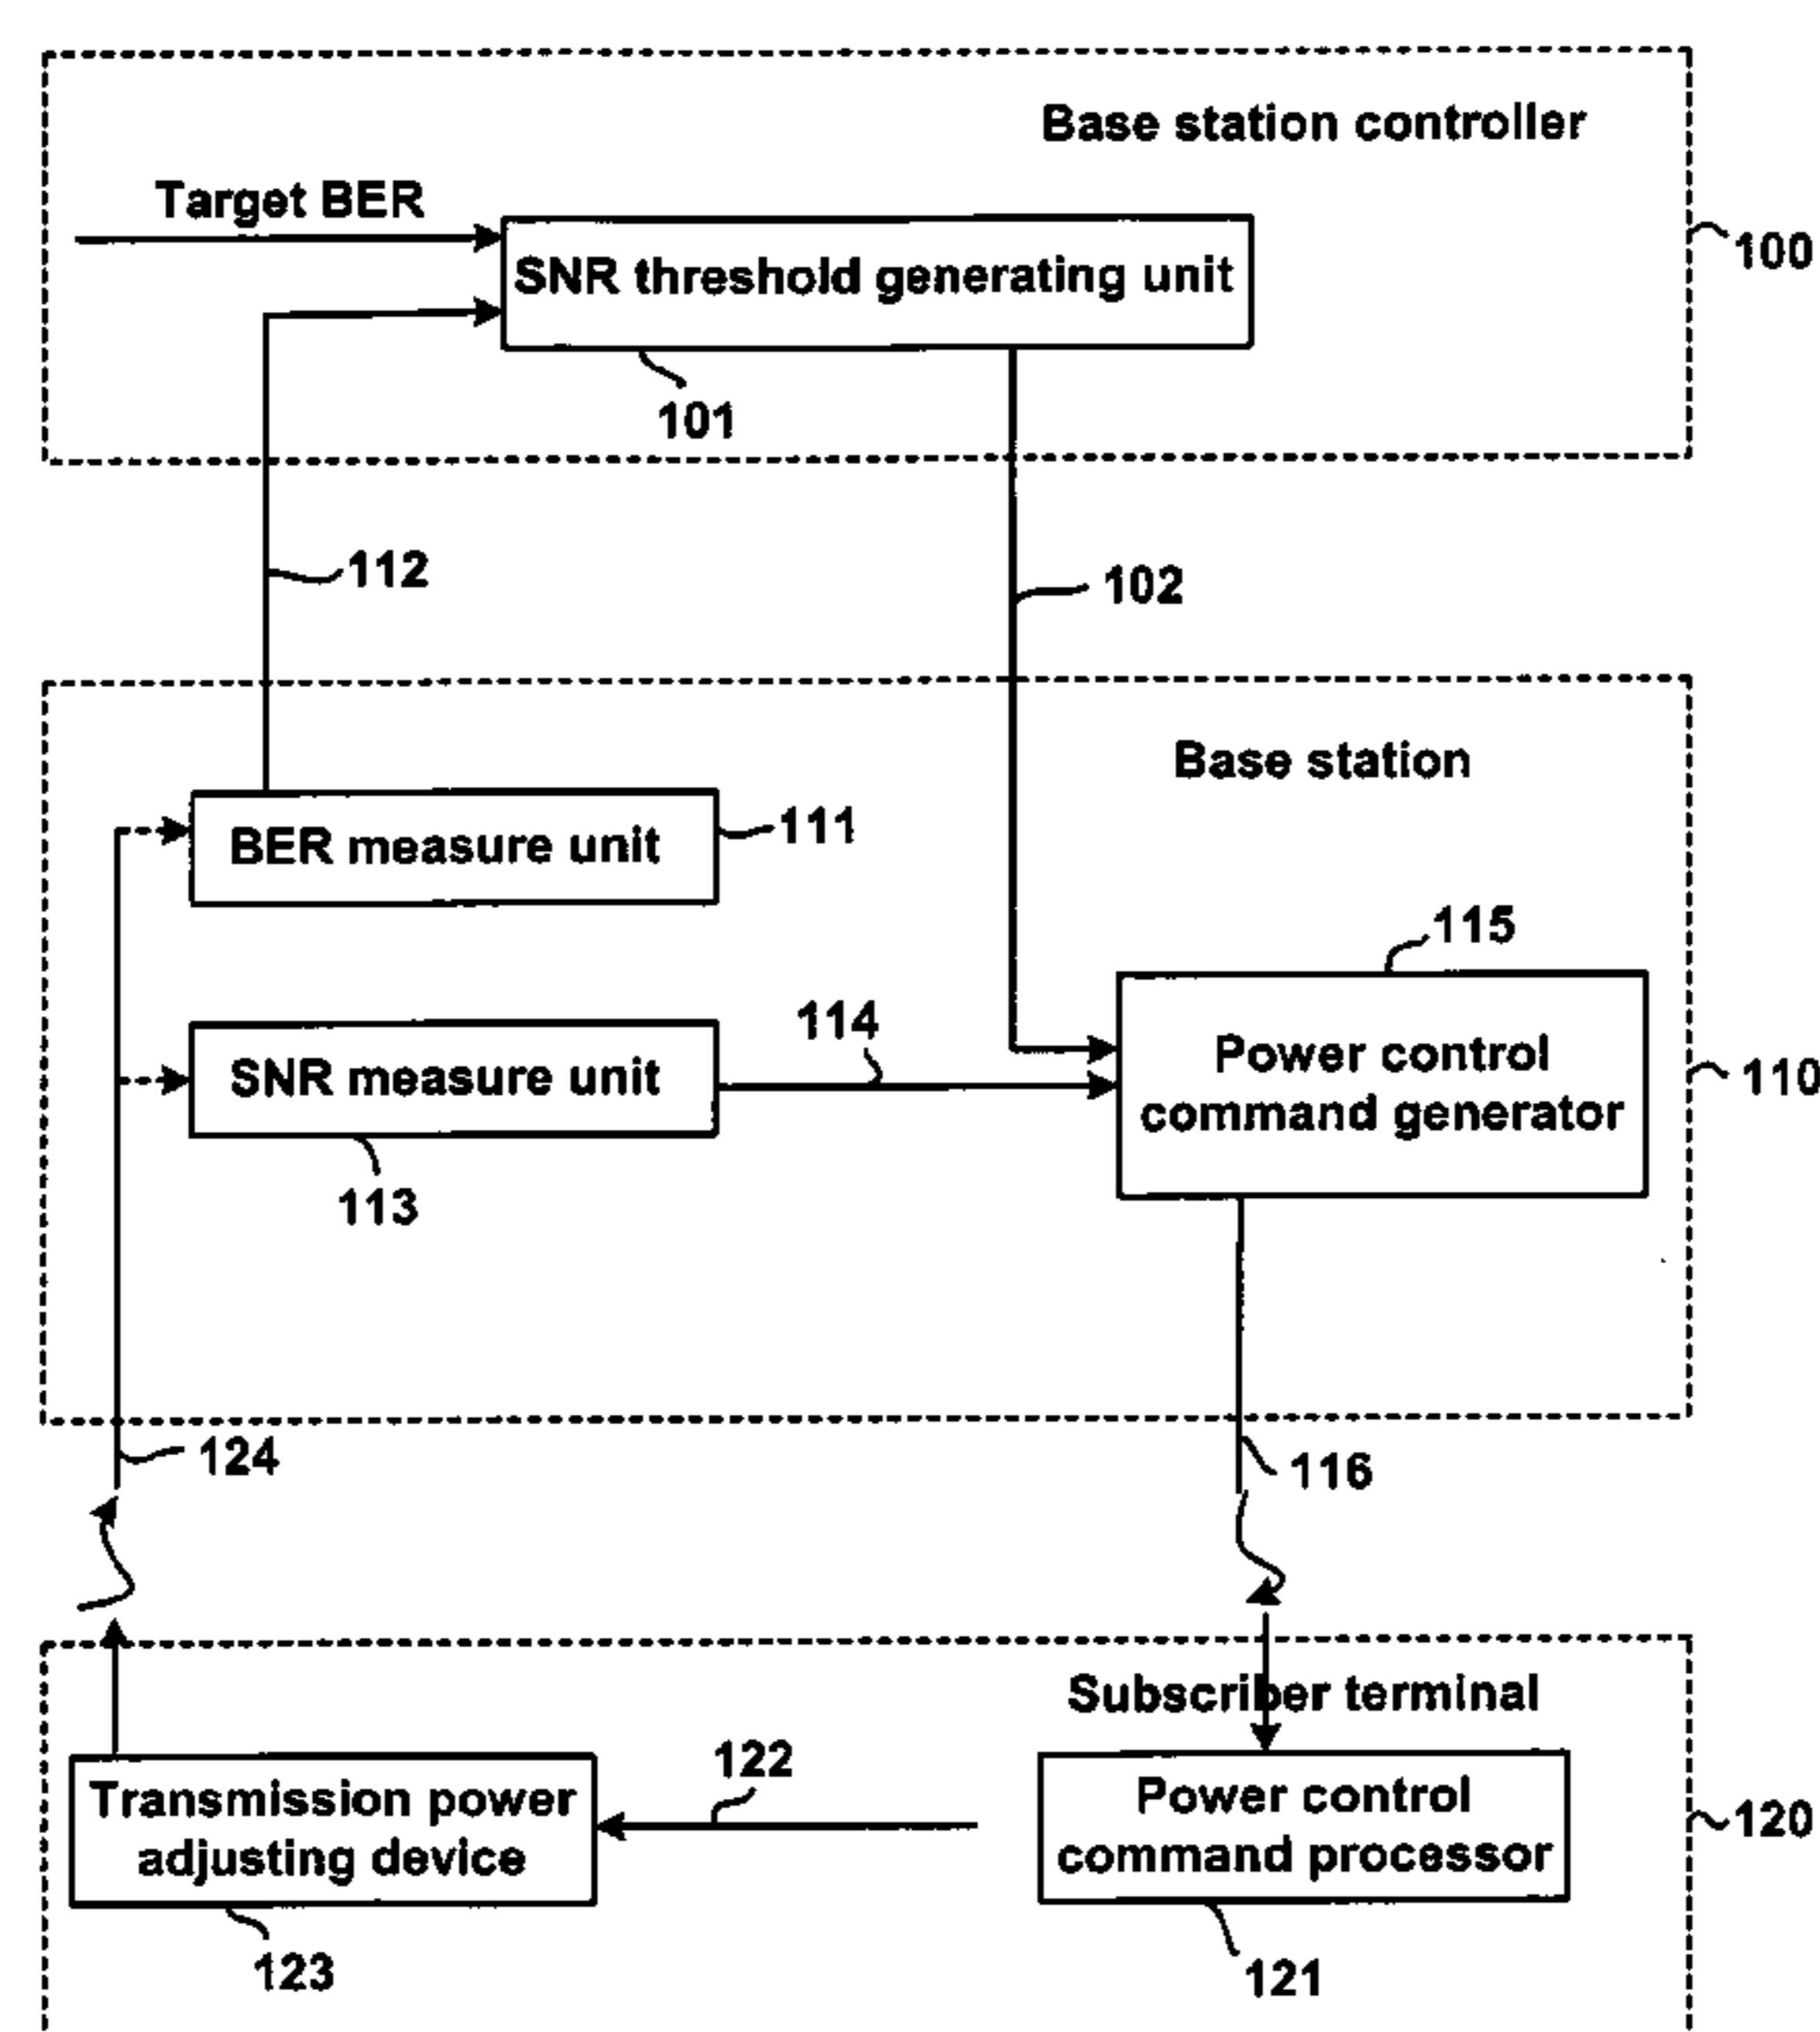 Base station controller
Target BER
100
SNR threshold generating unit
101
112
102
Base station
BER measure unit
111
115
114
Power control
command generator
SNR measure unit
110
113
124
116
Subscriber terminal
122
Transmission power
adjusting device
Power control
command processor
120
123
121